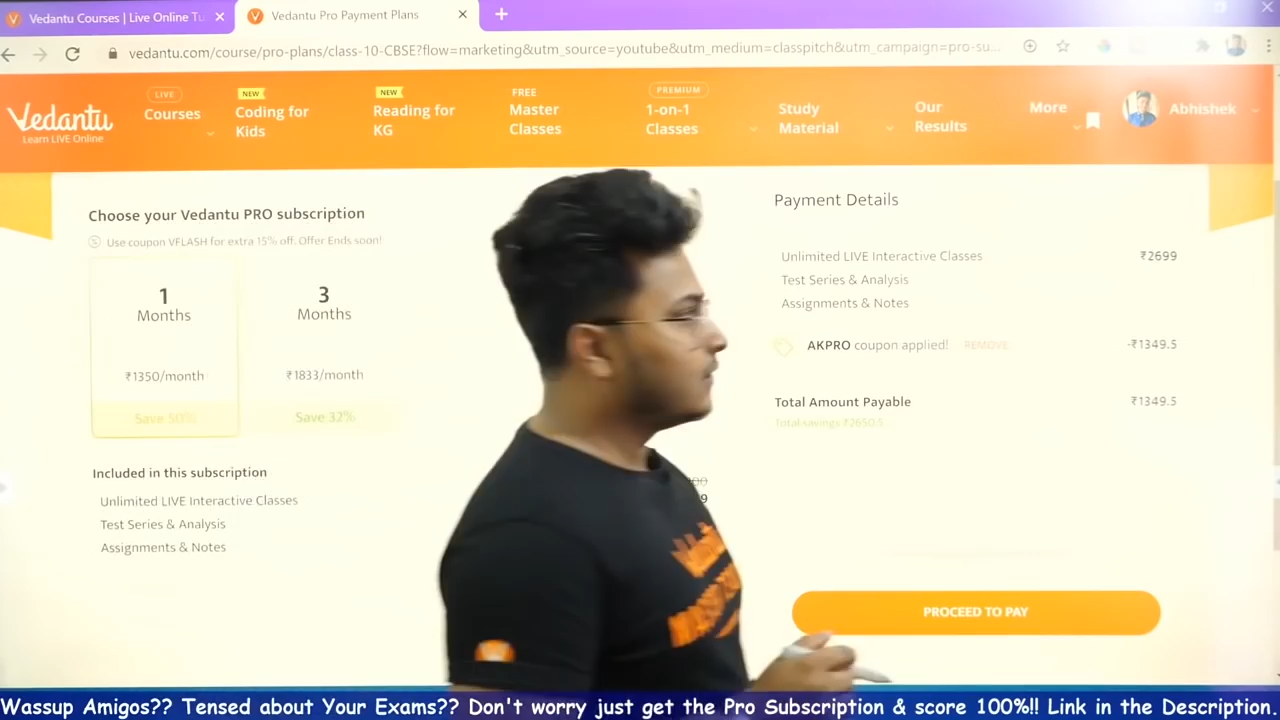 Vedantu Courses | Live Online Tu
Vedantu Pro Payment Plans
vedantu.com/course/pro-plans/class-10-CBSE?flow=marketing&utm_source=youtube&utm_medium=classpitch&utm_campaign=pro-su...
Vedantu
Learn LIVE Online
LIVE
Courses
NEW
Coding for
Kids
NEW
Reading for
KG
FREE
Master
Classes
PREMIUM
1-on-1
Classes
Study
Material
Our
Results
More
Abhishek
Choose your Vedantu PRO subscription
Use coupon VFLASH for extra 15% off. Offer Ends soon!
1
Months
₹1350/month
Save 50%
3
Months
₹1833/month
Save 32%
Included in this subscription
Unlimited LIVE Interactive Classes
Test Series & Analysis
Assignments & Notes
Payment Details
Unlimited LIVE Interactive Classes ₹2699
Test Series & Analysis
Assignments & Notes
AKPRO coupon applied! REMOVE -₹1349.5
Total Amount Payable ₹1349.5
Total savings ₹2650.5
PROCEED TO PAY
Wassup Amigos?? Tensed about Your Exams?? Don't worry just get the Pro Subscription & score 100%!! Link in the Description.